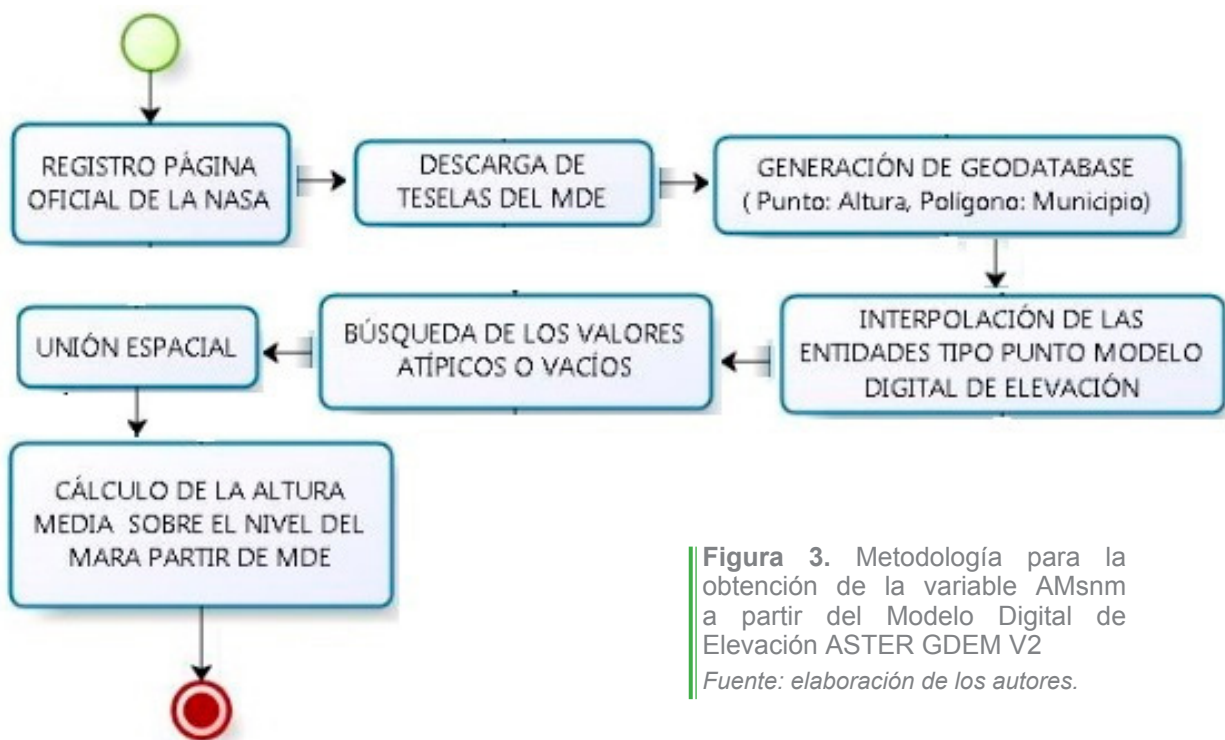 REGISTRO PÁGINA
OFICIAL DE LA NASA
DESCARGA DE
TESELAS DEL MDE
GENERACIÓN DE GEODATABASE
( Punto: Altura, Polígono: Municipio)
INTERPOLACIÓN DE LAS
ENTIDADES TIPO PUNTO MODELO
DIGITAL DE ELEVACIÓN
BÚSQUEDA DE LOS VALORES
ATÍPICOS O VACÍOS
UNIÓN ESPACIAL
CÁLCULO DE LA ALTURA
MEDIA SOBRE EL NIVEL DEL
MARA PARTIR DE MDE
Figura 3. Metodología para la
obtención de la variable AMsnm
a partir del Modelo Digital de
Elevación ASTER GDEM V2
Fuente: elaboración de los autores.